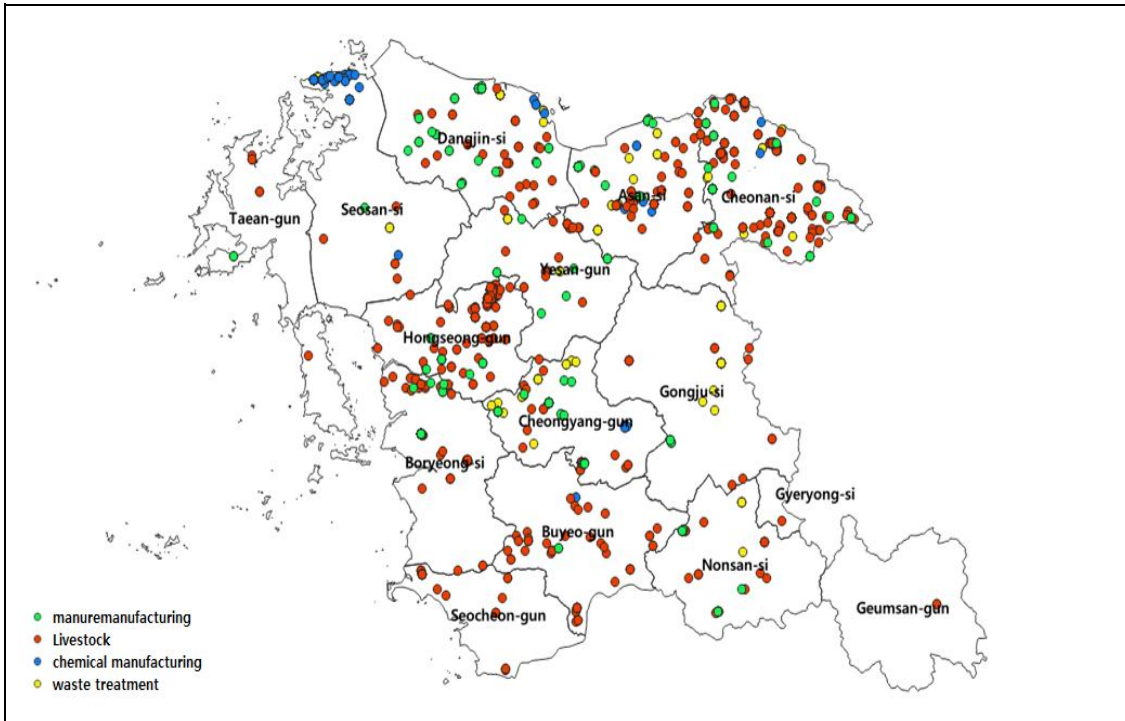 Dangjin-si
Asan-si
Cheonan-si
Taean-gun
Seosan-si
Yesan-gun
Hongseong-gun
Gongju-si
Cheongyang-gun
Boryeong-si
Gyeryong-si
Buyeo-gun
Nonsan-si
Seocheon-gun
Geumsan-gun
manuremanufacturing
Livestock
chemical manufacturing
waste treatment